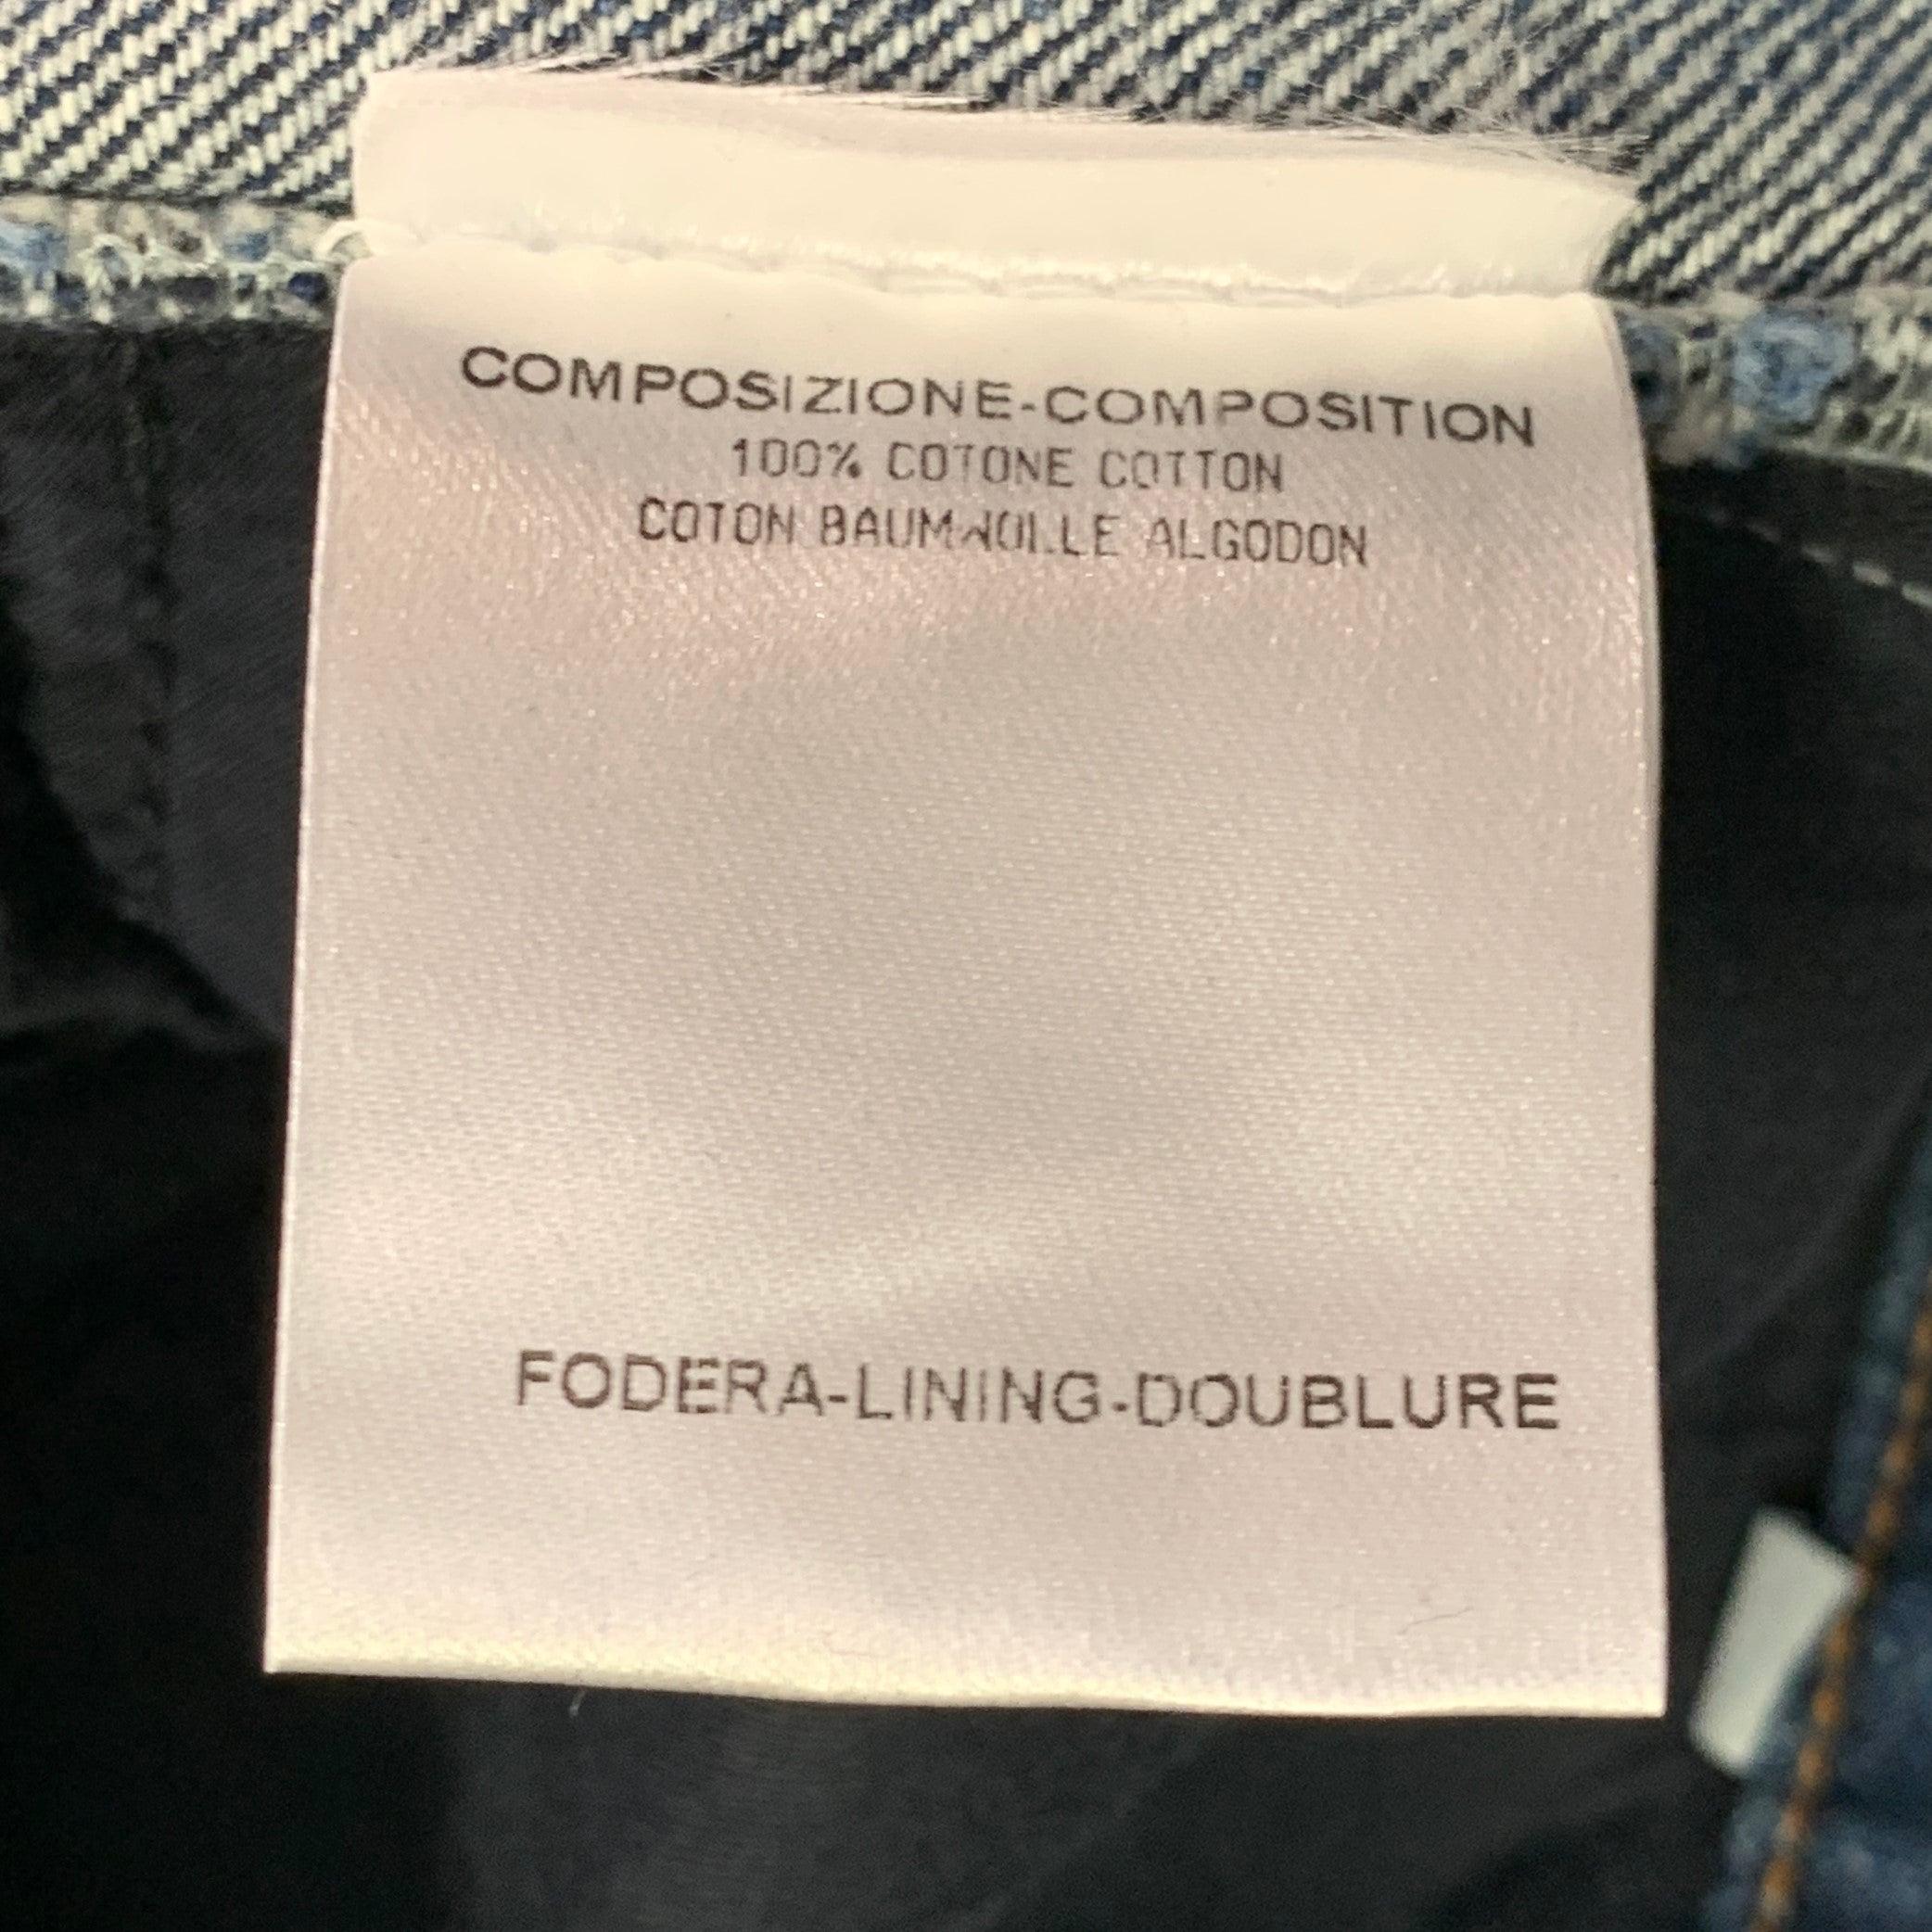 COMPOSIZIONE-COMPOSITION
100% COTONE COTTON
COTON BAUMWOLLE ALGODON
FODERA-LINING-DOUBLURE